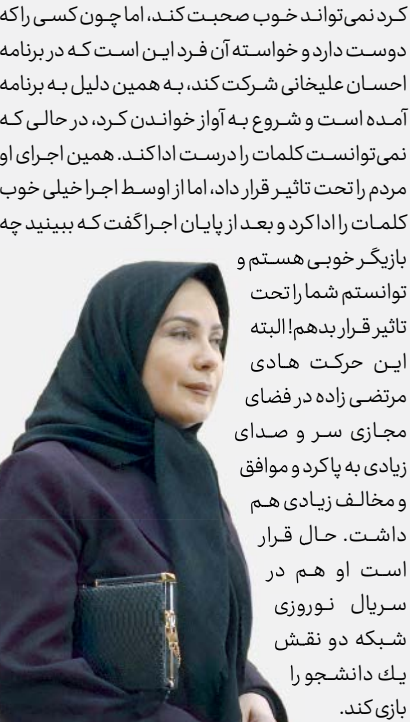 کرد نمی‌تواند خوب صحبت کند، اما چون کسی را که
دوست دارد و خواسته آن فرد این است که در برنامه
احسان علیخانی شرکت کند، به همین دلیل به برنامه
آمده است و شروع به آواز خواندن کرد، در حالی که
نمی‌توانست کلمات را درست ادا کند. همین اجرای او
مردم را تحت تاثیر قرار داد، اما از اوسط اجرا خیلی خوب
کلمات را ادا کرد و بعد از پایان اجرا گفت که ببینید چه
بازیگر خوبی هستم و
توانستم شما را تحت
تاثیر قرار بدهم! البته
این حرکت هادی
مرتضی زاده در فضای
مجازی سر و صدای
زیادی به پا کرد و موافق
و مخالف زیادی هم
داشت. حال قرار
است او هم در
سریال نوروزی
شبکه دو نقش
یك دانشجو را
بازی کند.